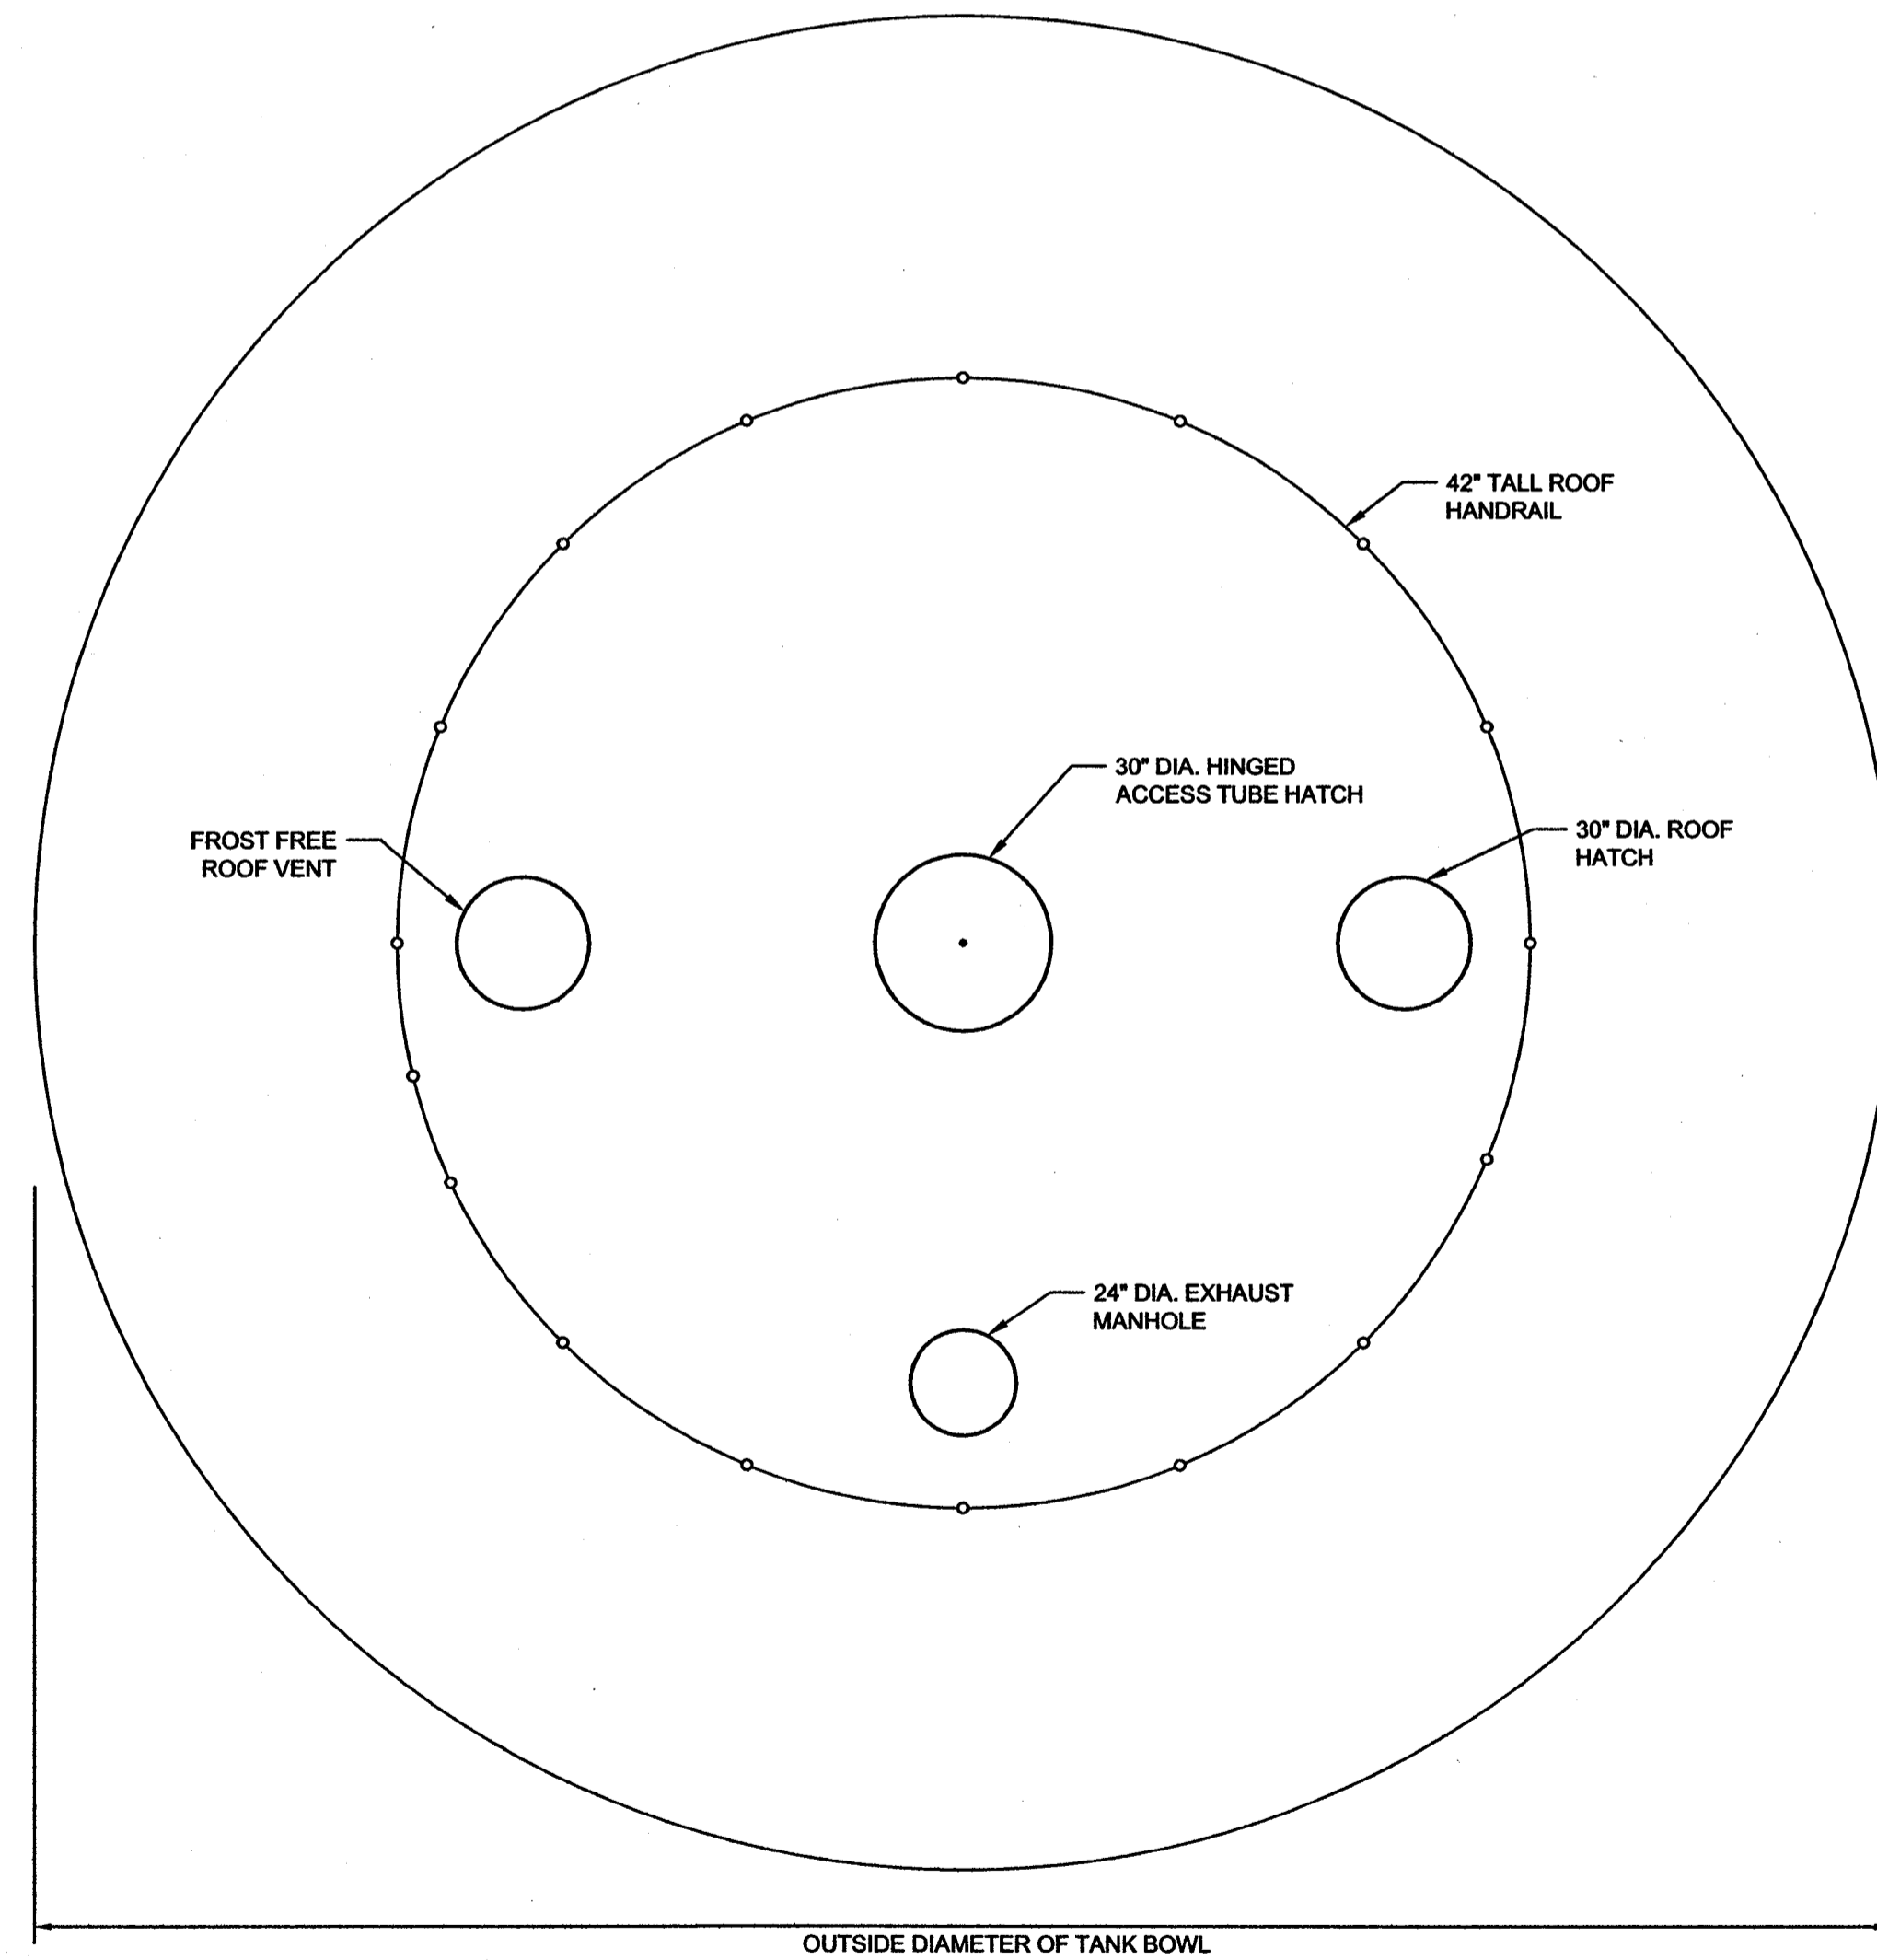 42" TALL ROOF
HANDRAIL
30" DIA. HINGED
ACCESS TUBE HATCH
FROST FREE
ROOF VENT
30" DIA. ROOF
HATCH
24" DIA. EXHAUST
MANHOLE
OUTSIDE DIAMETER OF TANK BOWL